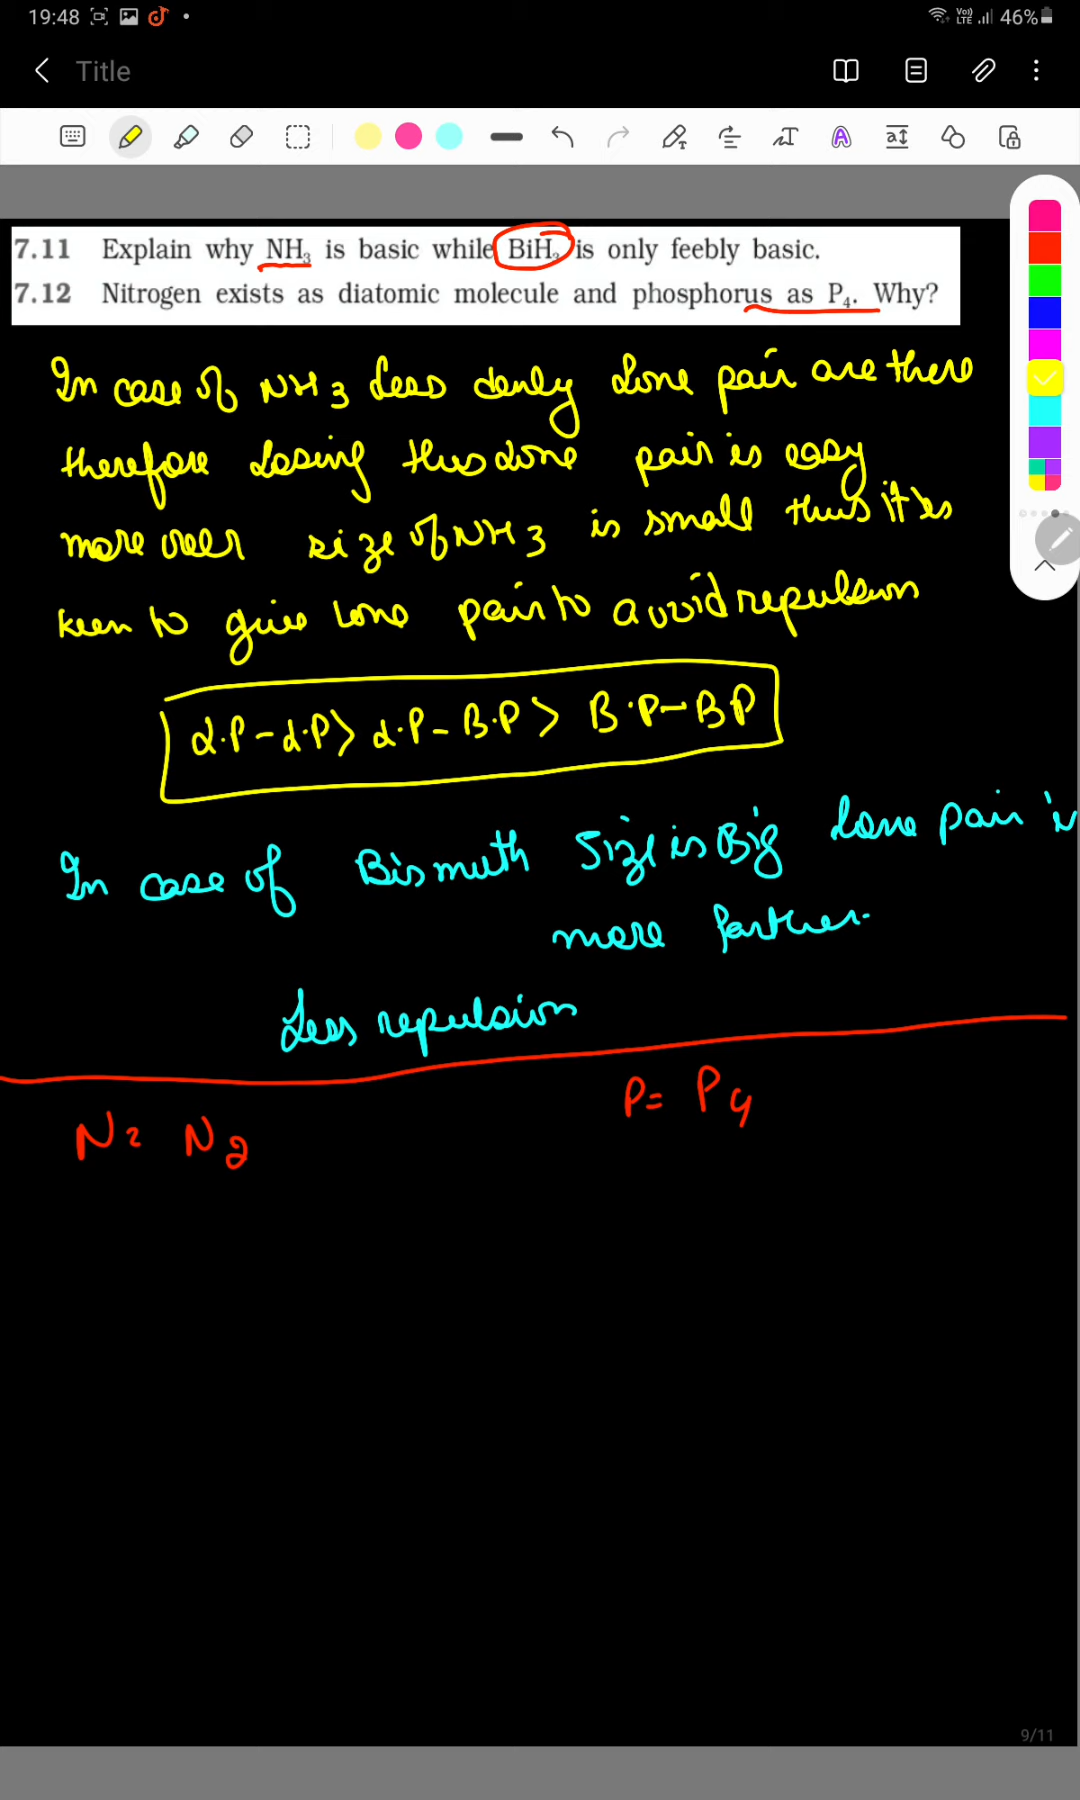 19:48 46%
Title
7.11 Explain why NH3 is basic while BiH3 is only feebly basic.
7.12 Nitrogen exists as diatomic molecule and phosphorus as P4. Why?
In case of NH3 Less lone pair are there
therefore losing thus lone pair is easy
more over size of NH3 is small thus it is
keen to give lone pair to avoid repulsion
L.P-L.P > L.P-B.P > B.P-BP
In case of Bismuth Size is Big lone pair is
more farther.
Less repulsion
N= N2 P= P4
9/11